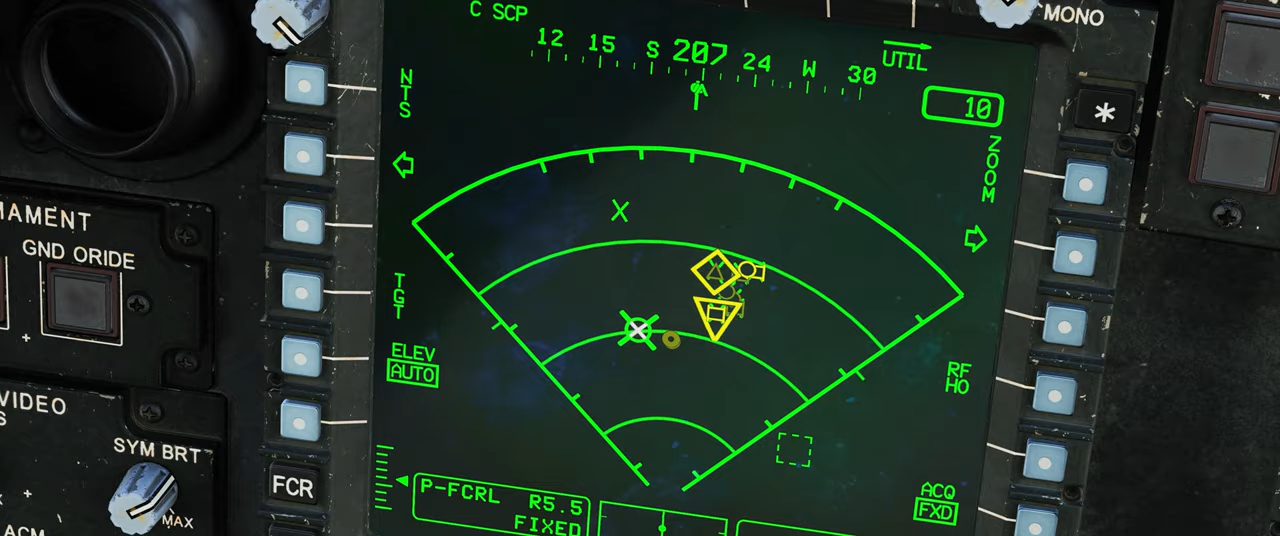 C SCP
MONO
12 15 S 207 24 W 30
UTIL
10
NTS
ZOOM
ARMAMENT
GND ORIDE
TGT
ELEV
AUTO
RF
HO
VIDEO
SYM BRT
MAX
ACM
FCR
P-FCRL R5.5
FIXED
ACQ
FXD